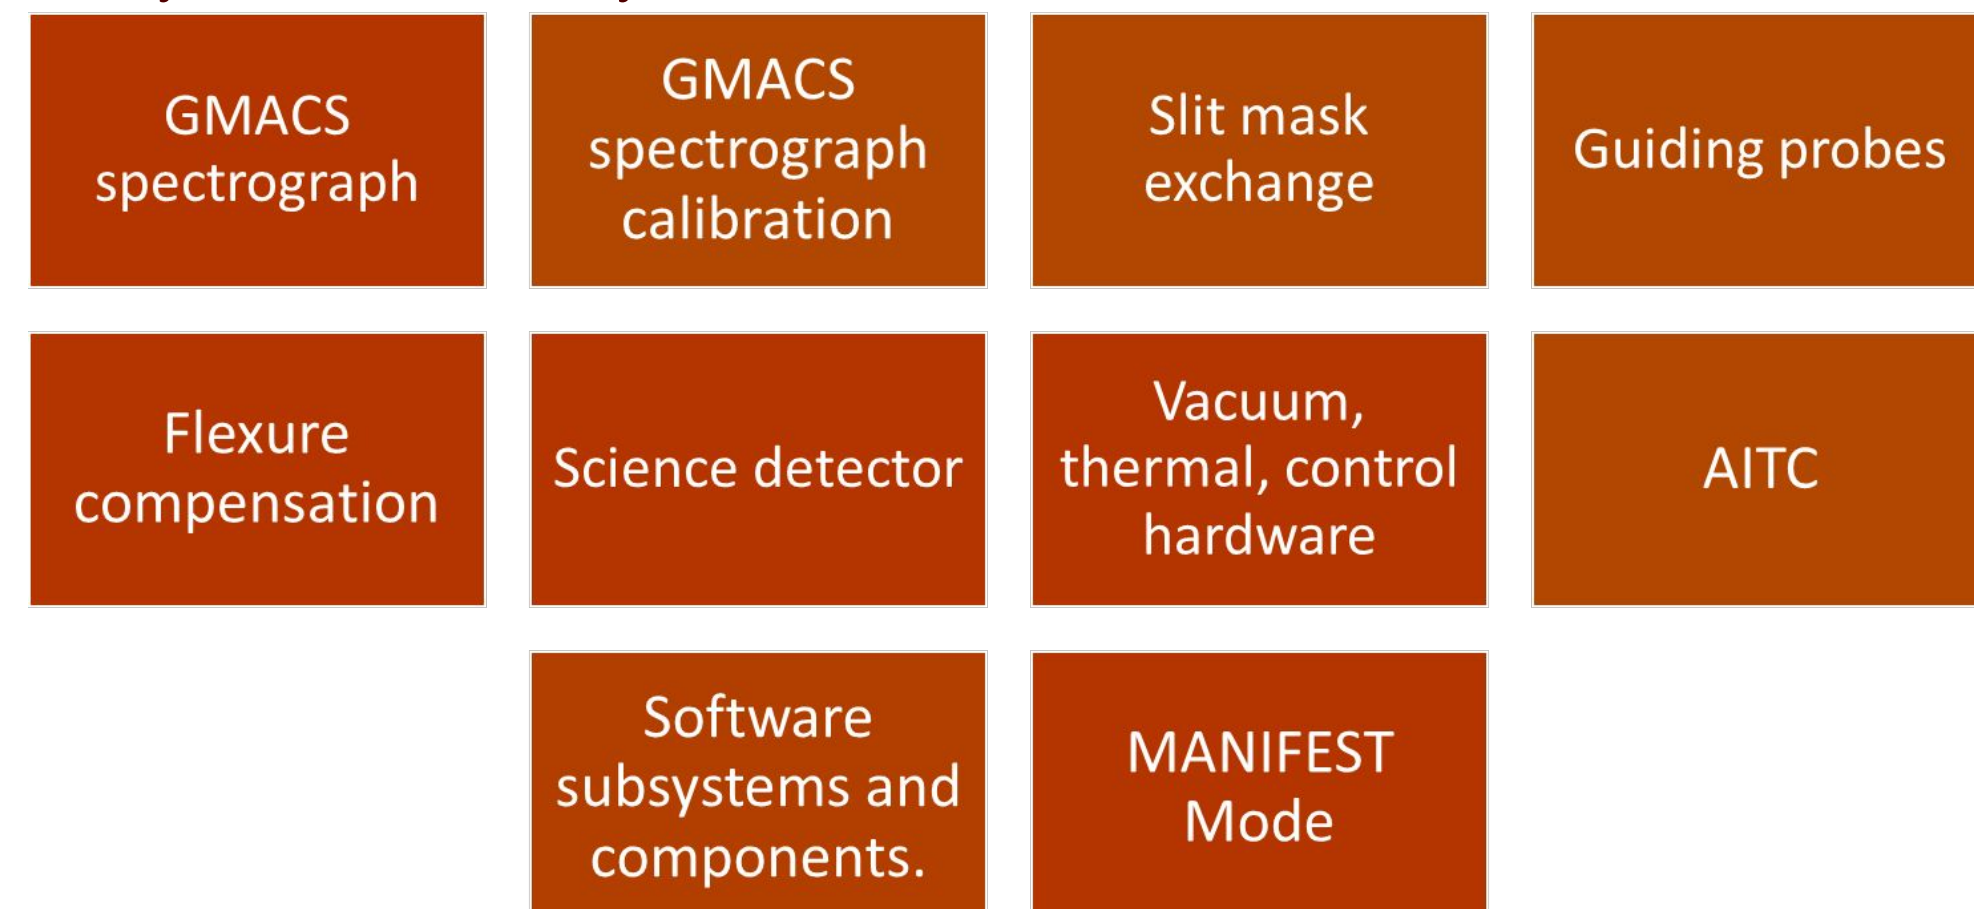 GMACS
spectrograph
GMACS
spectrograph
calibration
Slit mask
exchange
Guiding probes
Flexure
compensation
Science detector
Vacuum,
thermal, control
hardware
AITC
Software
subsystems and
components.
MANIFEST
Mode